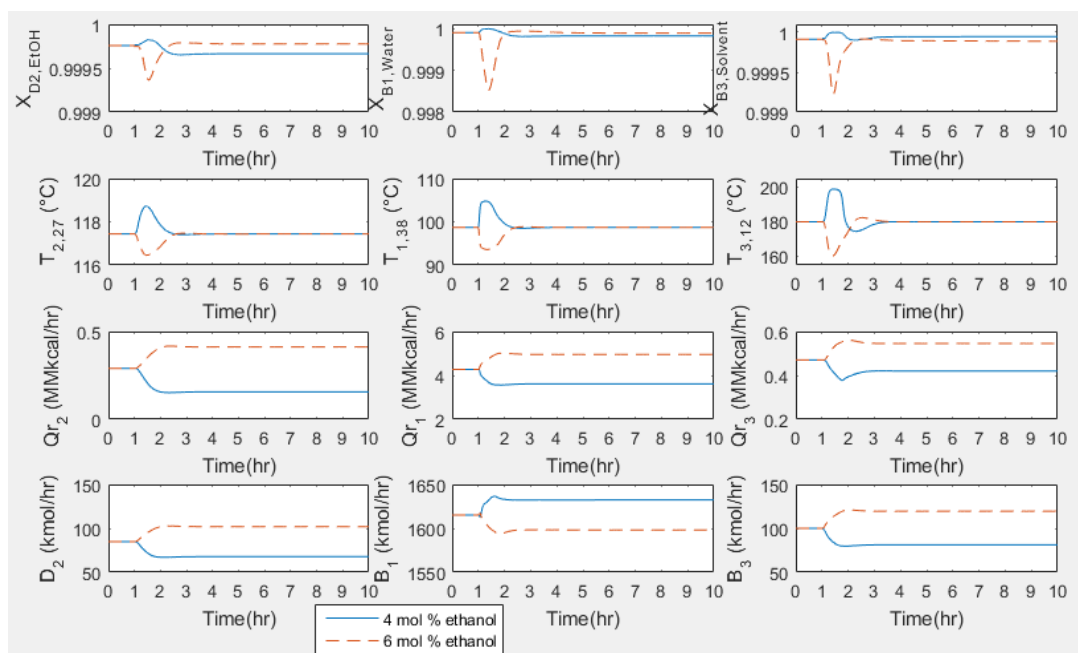 X_D2,EtOH
1
0.9995
0.999
0 1 2 3 4 5 6 7 8 9 10
Time(hr)
X_B1,Water
1
0.999
0.998
0 1 2 3 4 5 6 7 8 9 10
Time(hr)
X_B3,Solvent
1
0.9995
0.999
0 1 2 3 4 5 6 7 8 9 10
Time(hr)
T_2,27 (°C)
120
118
116
0 1 2 3 4 5 6 7 8 9 10
Time(hr)
T_1,38 (°C)
110
100
90
0 1 2 3 4 5 6 7 8 9 10
Time(hr)
T_3,12 (°C)
200
180
160
0 1 2 3 4 5 6 7 8 9 10
Time(hr)
Qr_2 (MMkcal/hr)
0.5
0
0 1 2 3 4 5 6 7 8 9 10
Time(hr)
Qr_1 (MMkcal/hr)
6
4
2
0 1 2 3 4 5 6 7 8 9 10
Time(hr)
Qr_3 (MMkcal/hr)
0.6
0.4
0.2
0 1 2 3 4 5 6 7 8 9 10
Time(hr)
D_2 (kmol/hr)
150
100
50
0 1 2 3 4 5 6 7 8 9 10
Time(hr)
B_1 (kmol/hr)
1650
1600
1550
0 1 2 3 4 5 6 7 8 9 10
Time(hr)
B_3 (kmol/hr)
150
100
50
0 1 2 3 4 5 6 7 8 9 10
Time(hr)
4 mol % ethanol
6 mol % ethanol